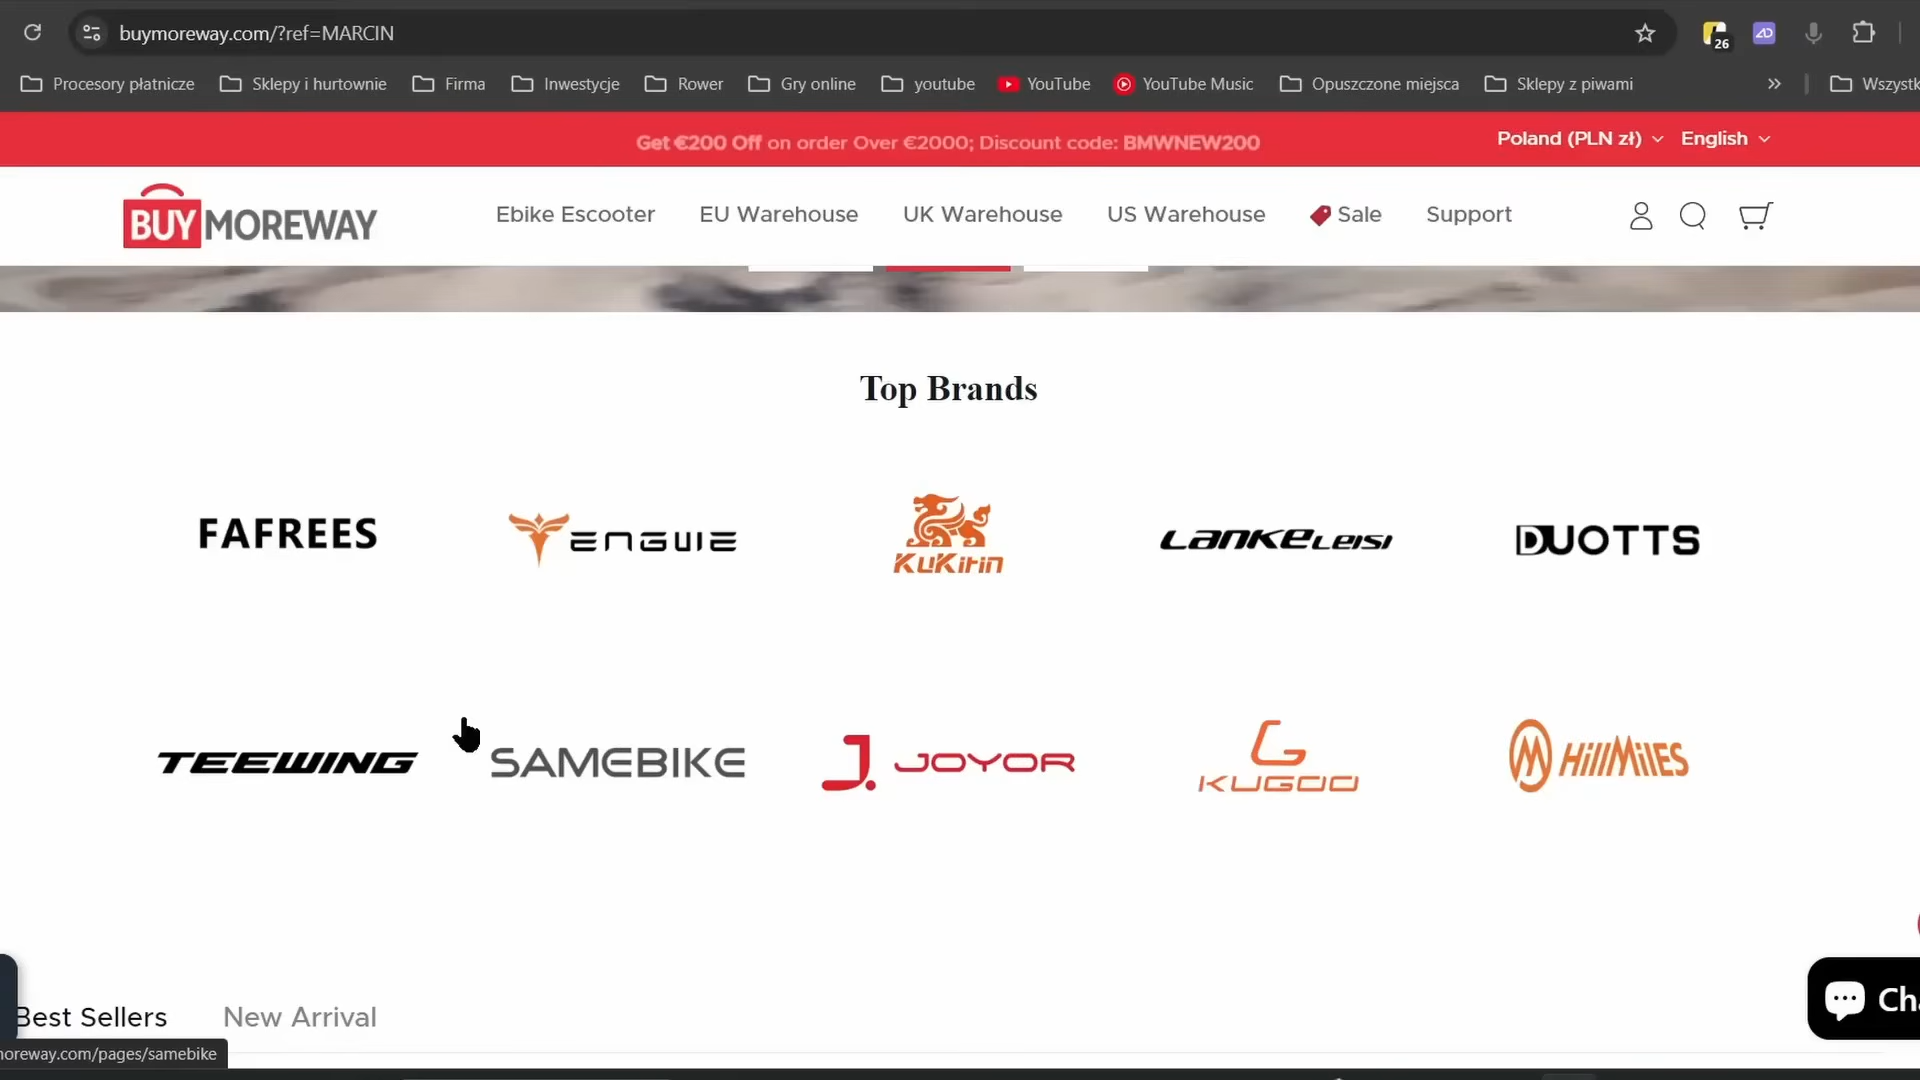 buymoreway.com/?ref=MARCIN
26
Procesory płatnicze Sklepy i hurtownie Firma Inwestycje Rower Gry online youtube YouTube YouTube Music Opuszczone miejsca Sklepy z piwami » Wszystk
Get €200 Off on order Over €2000; Discount code: BMWNEW200
Poland (PLN zł) English
BUYMOREWAY
Ebike Escooter EU Warehouse UK Warehouse US Warehouse Sale Support
Top Brands
FAFREES ENGWE KuKirin LANKELEISI DUOTTS
TEEWING SAMEBIKE J. JOYOR G KUGOO HillMiles
Cha
Best Sellers New Arrival
moreway.com/pages/samebike